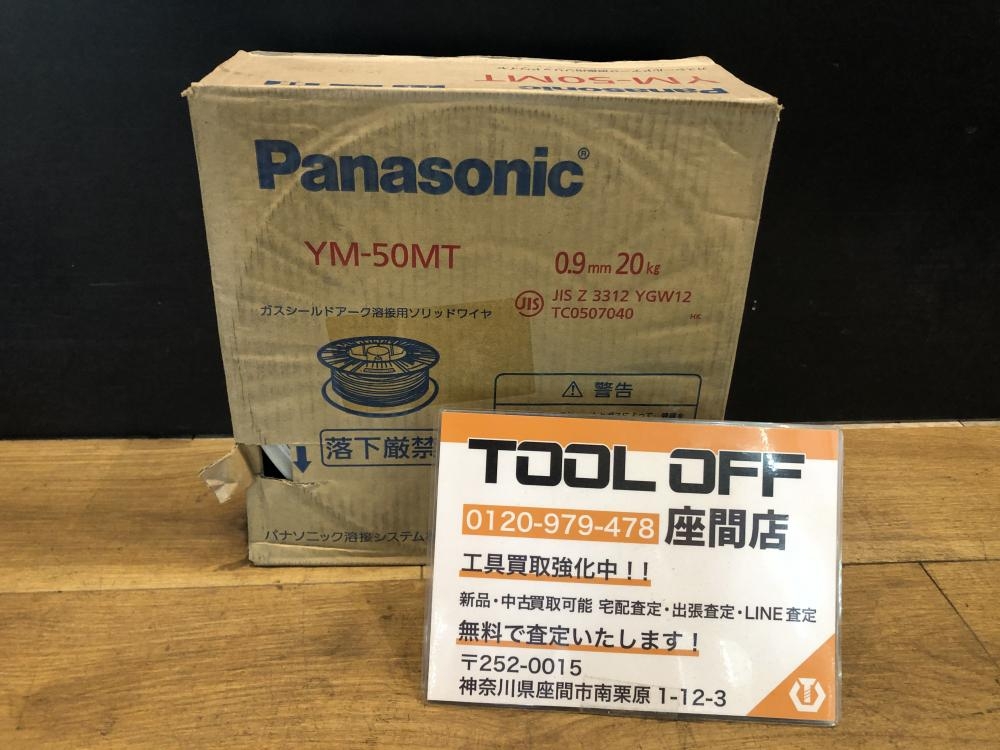 Panasonic
YM-50MT
Panasonic®
YM-50MT
0.9mm 20kg
JIS
JIS Z 3312 YGW12
TC0507040
HK
ガスシールドアーク溶接用ソリッドワイヤ
警告
落下厳禁
パナソニック溶接システム
TOOL OFF
0120-979-478 座間店
工具買取強化中!!
新品・中古買取可能 宅配査定・出張査定・LINE査定
無料で査定いたします!
〒252-0015
神奈川県座間市南栗原 1-12-3